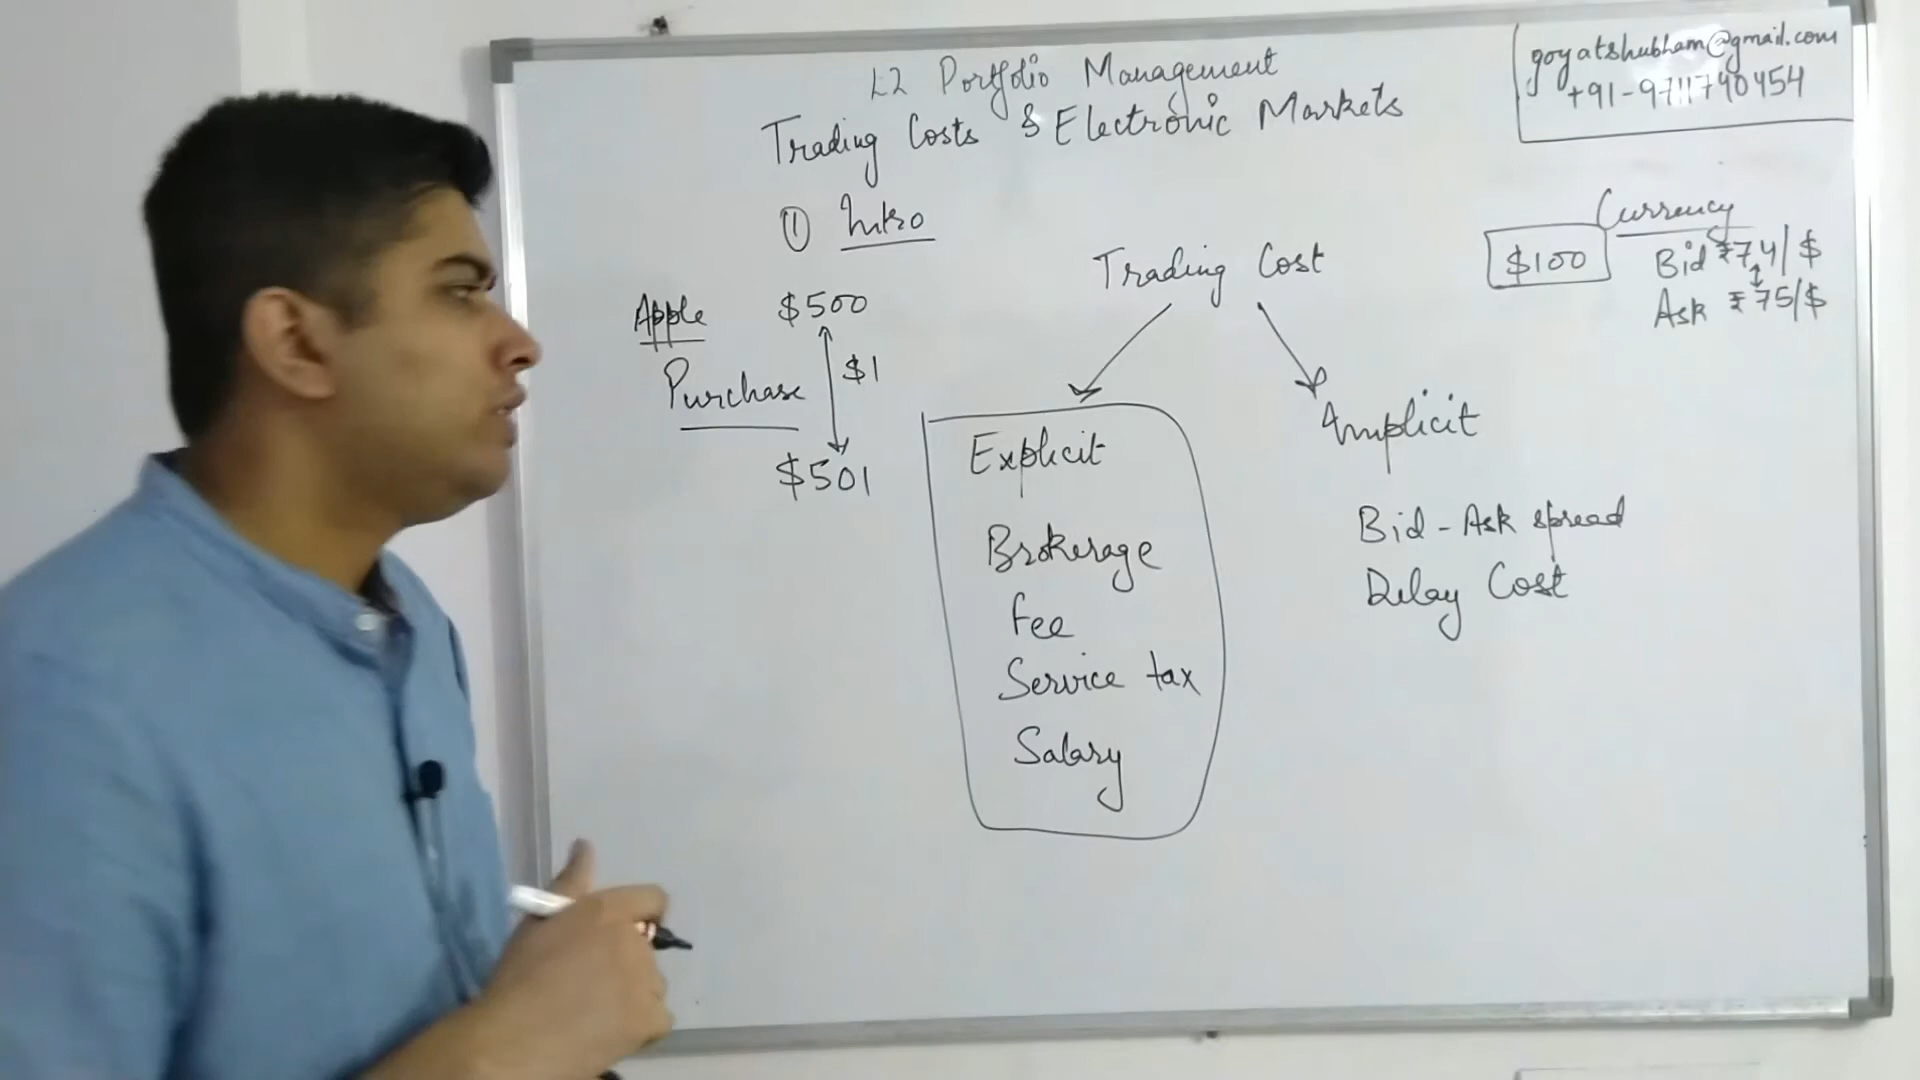 L2 Portfolio Management
Trading Costs & Electronic Markets
goyatshubham@gmail.com
+91-9711740454
① Intro
Currency
$100
Bid ₹74/$
Ask ₹75/$
Apple $500
$1
Purchase
$501
Trading Cost
Explicit
Brokerage
Fee
Service tax
Salary
Implicit
Bid-Ask spread
Delay Cost